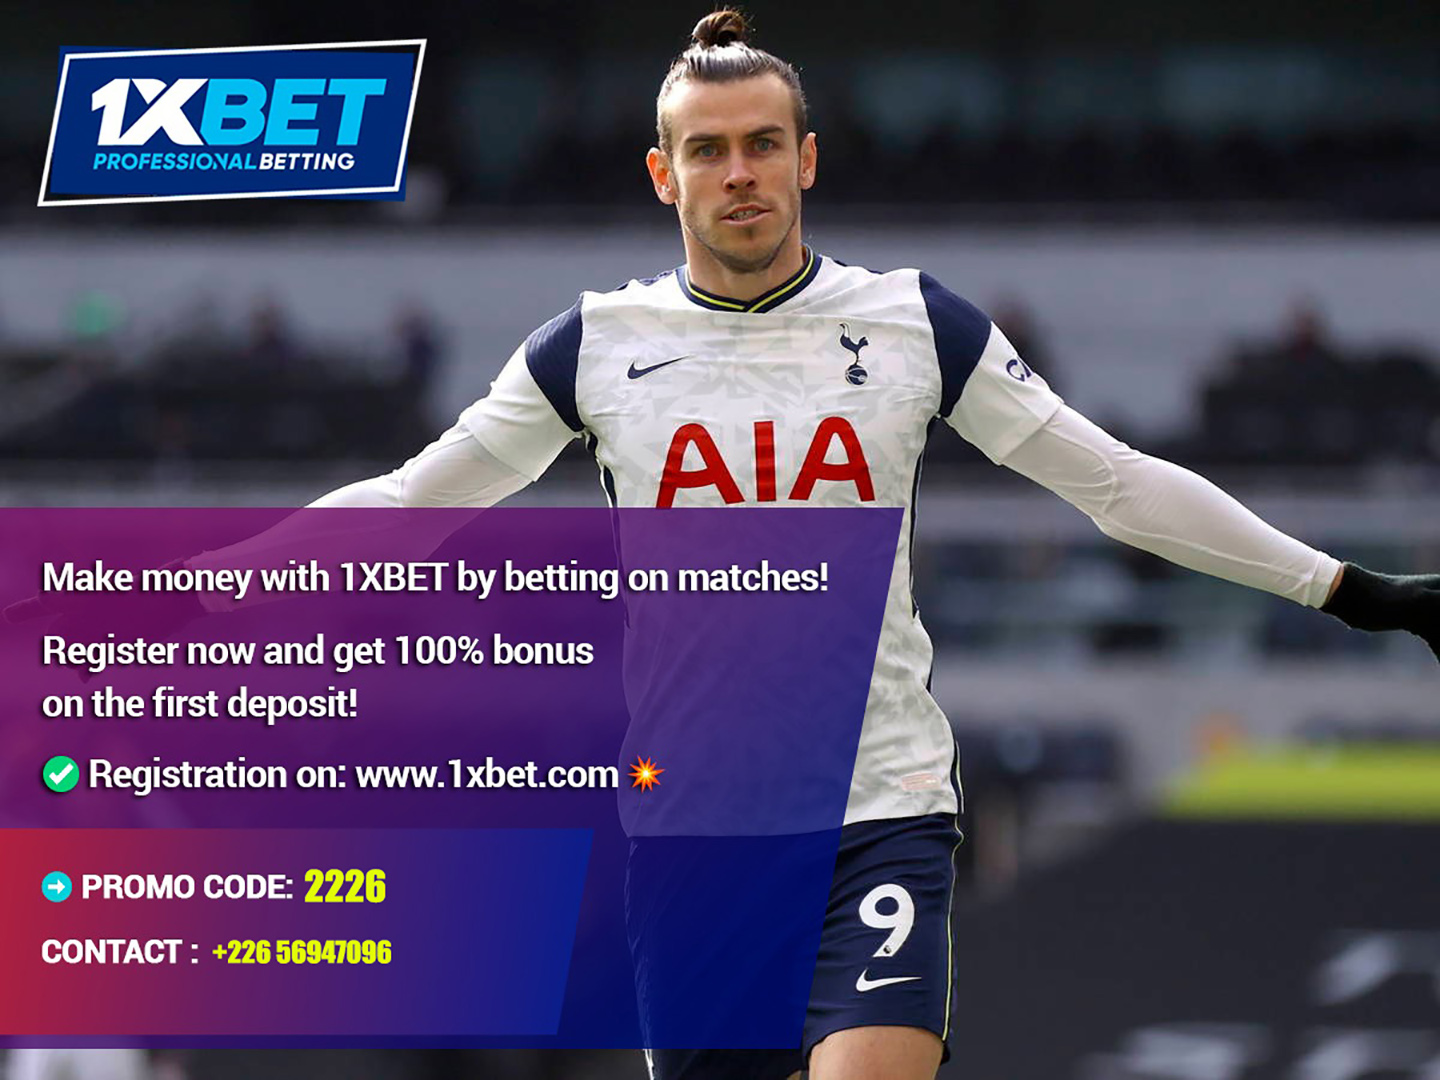 1XBET
PROFESSIONAL BETTING
AIA
Make money with 1XBET by betting on matches!
Register now and get 100% bonus
on the first deposit!
Registration on: www.1xbet.com
PROMO CODE: 2226
CONTACT : +226 56947096
9